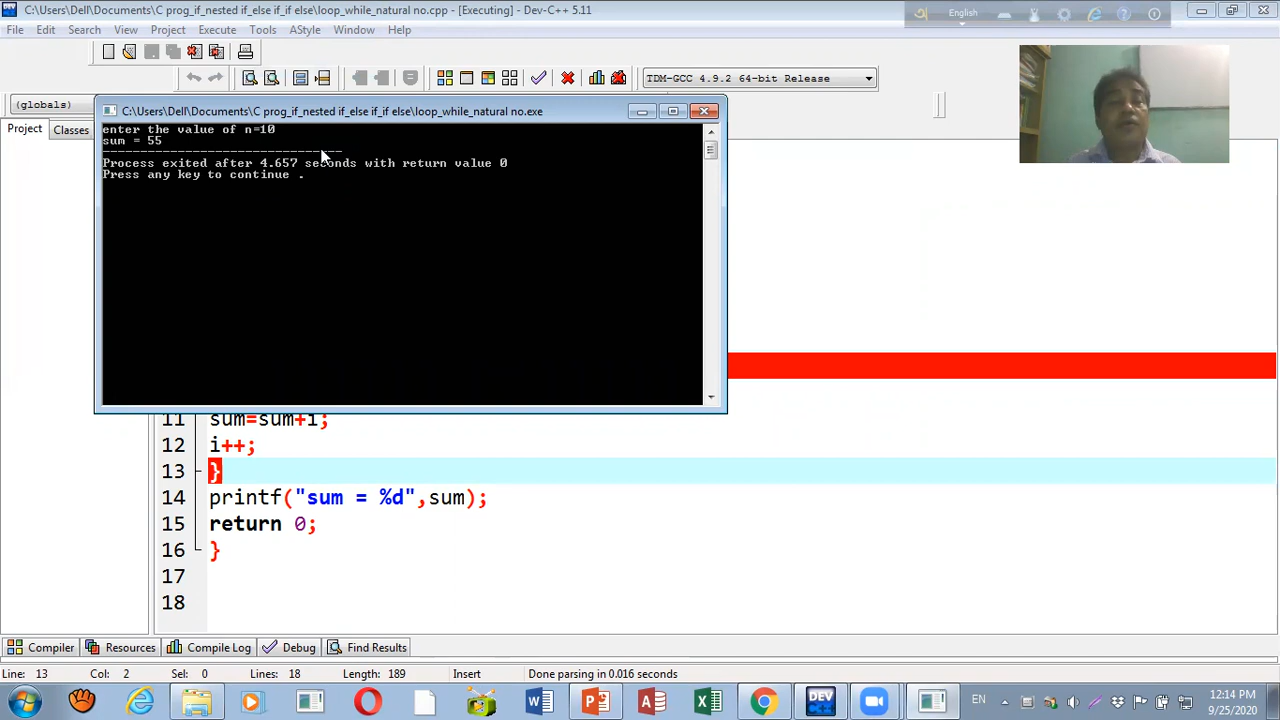 C:\Users\Dell\Documents\C prog_if_nested if_else if_if else\loop_while_natural no.cpp - [Executing] - Dev-C++ 5.11
English
File Edit Search View Project Execute Tools AStyle Window Help
TDM-GCC 4.9.2 64-bit Release
(globals)
Project Classes
C:\Users\Dell\Documents\C prog_if_nested if_else if_if else\loop_while_natural no.exe
enter the value of n=10
sum = 55
--------------------------------
Process exited after 4.657 seconds with return value 0
Press any key to continue .
11 sum=sum+i;
12 i++;
13 }
14 printf("sum = %d",sum);
15 return 0;
16 }
17
18
Compiler Resources Compile Log Debug Find Results
Line: 13 Col: 2 Sel: 0 Lines: 18 Length: 189 Insert Done parsing in 0.016 seconds
DEV
EN
12:14 PM
9/25/2020